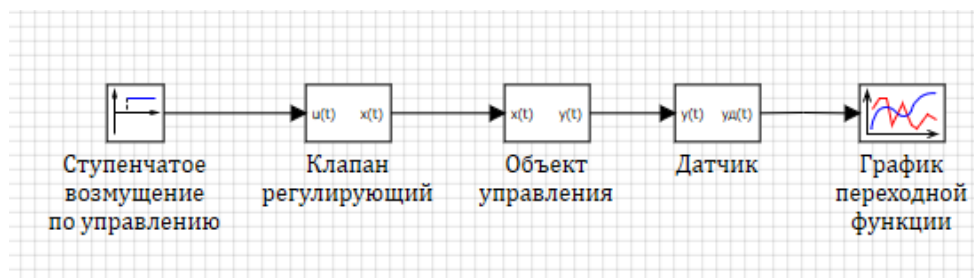 u(t) x(t) x(t) y(t) y(t) yд(t)
Ступенчатое
возмущение
по управлению
Клапан
регулирующий
Объект
управления
Датчик
График
переходной
функции